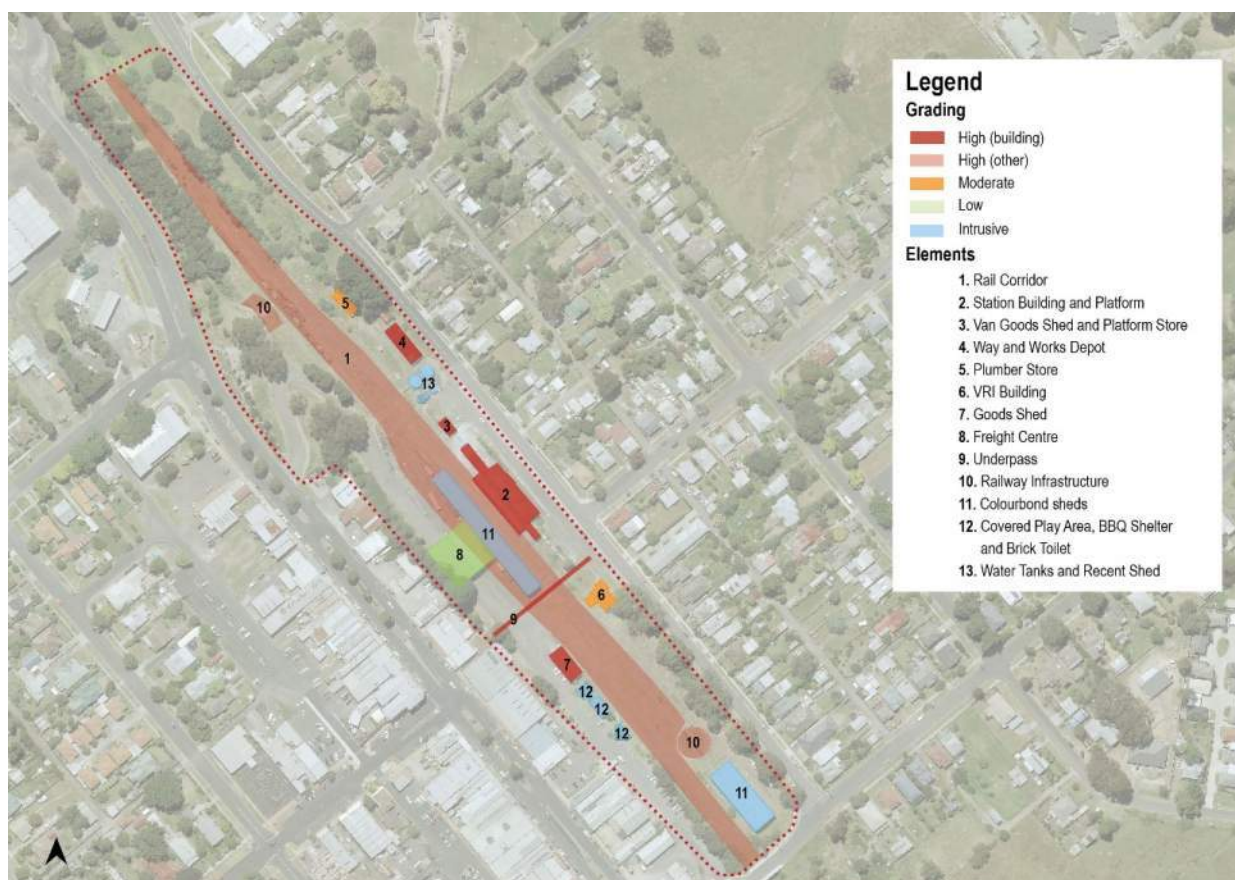 Legend
Grading
High (building)
High (other)
Moderate
Low
Intrusive
Elements
1. Rail Corridor
2. Station Building and Platform
3. Van Goods Shed and Platform Store
4. Way and Works Depot
5. Plumber Store
6. VRI Building
7. Goods Shed
8. Freight Centre
9. Underpass
10. Railway Infrastructure
11. Colourbond sheds
12. Covered Play Area, BBQ Shelter
and Brick Toilet
13. Water Tanks and Recent Shed
10
5
4
1
13
3
2
11
8
6
9
7
12
12
12
10
11